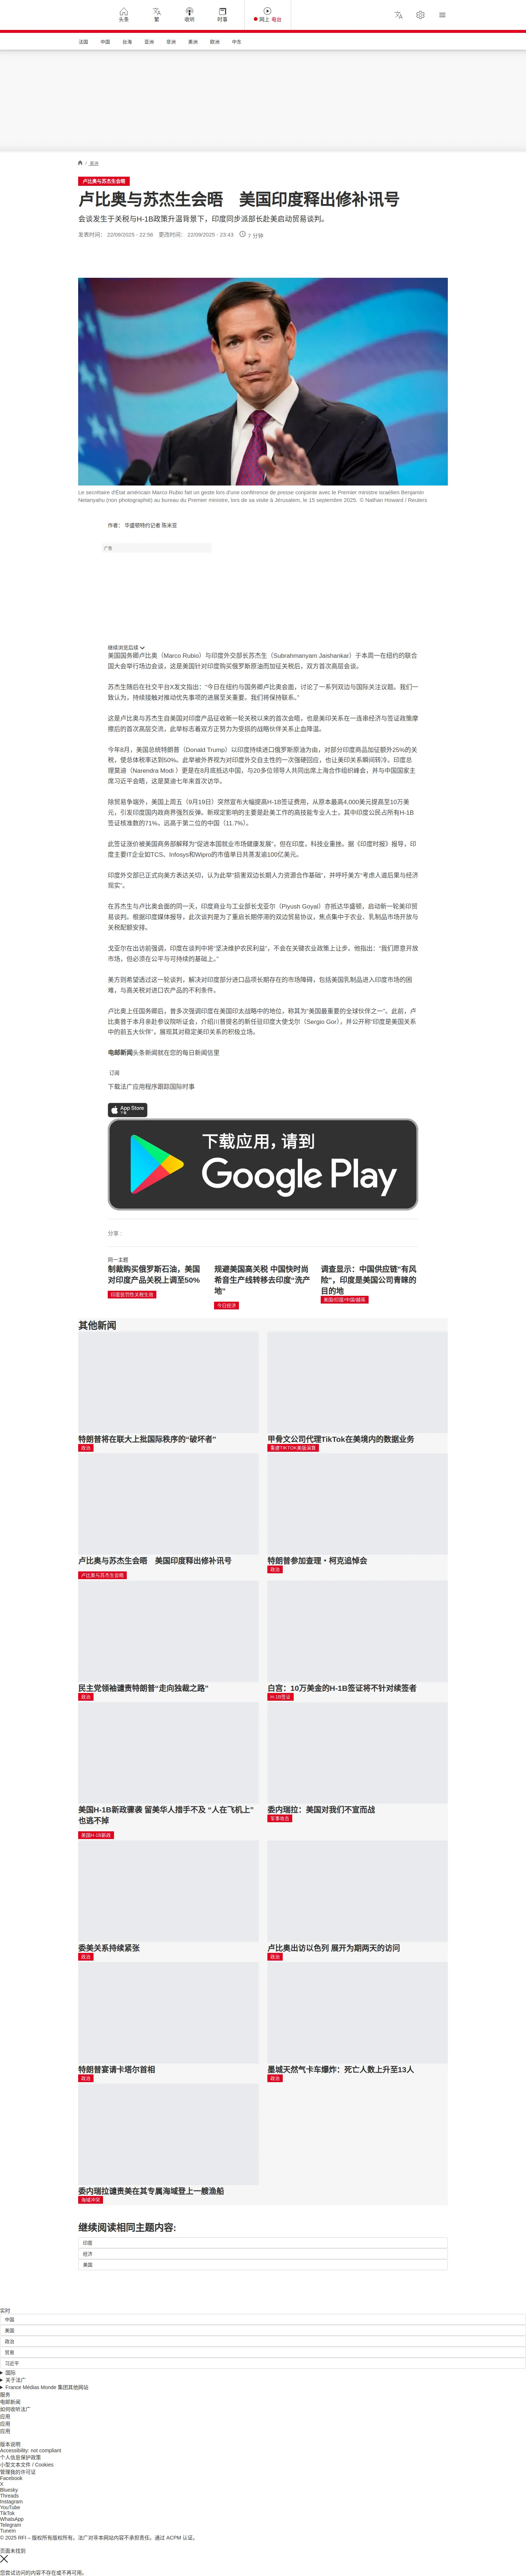 头条
繁
收听
时事
网上 电台
法国
中国
台海
亚洲
非洲
美洲
欧洲
中东
/ 美洲
卢比奥与苏杰生会晤
卢比奥与苏杰生会晤　美国印度释出修补讯号
会谈发生于关税与H-1B政策升温背景下，印度同步派部长赴美启动贸易谈判。
发表时间： 22/09/2025 - 22:56 更改时间： 22/09/2025 - 23:43 7 分钟
Le secrétaire d'État américain Marco Rubio fait un geste lors d'une conférence de presse conjointe avec le Premier ministre israélien Benjamin
Netanyahu (non photographié) au bureau du Premier ministre, lors de sa visite à Jérusalem, le 15 septembre 2025. © Nathan Howard / Reuters
作者： 华盛顿特约记者 陈米亚
广告
继续浏览后续
美国国务卿卢比奥（Marco Rubio）与印度外交部长苏杰生（Subrahmanyam Jaishankar）于本周一在纽约的联合
国大会举行场边会谈，这是美国针对印度购买俄罗斯原油而加征关税后，双方首次高层会谈。
苏杰生随后在社交平台X发文指出：“今日在纽约与国务卿卢比奥会面，讨论了一系列双边与国际关注议题。我们一
致认为，持续接触对推动优先事项的进展至关重要。我们将保持联系。”
这是卢比奥与苏杰生自美国对印度产品征收新一轮关税以来的首次会晤，也是美印关系在一连串经济与签证政策摩
擦后的首次高层交流，此举标志着双方正努力为受损的战略伙伴关系止血降温。
今年8月，美国总统特朗普（Donald Trump）以印度持续进口俄罗斯原油为由，对部分印度商品加征额外25%的关
税，使总体税率达到50%。此举被外界视为对印度外交自主性的一次强硬回应，也让美印关系瞬间转冷。印度总
理莫迪（Narendra Modi ）更是在8月底抵达中国，与20多位领导人共同出席上海合作组织峰会，并与中国国家主
席习近平会晤，这是莫迪七年来首次访华。
除贸易争端外，美国上周五（9月19日）突然宣布大幅提高H-1B签证费用，从原本最高4,000美元提高至10万美
元，引发印度国内政商界强烈反弹。新规定影响的主要是赴美工作的高技能专业人士，其中印度公民占所有H-1B
签证核准数的71%，远高于第二位的中国（11.7%）。
此签证涨价被美国商务部解释为“促进本国就业市场健康发展”，但在印度，科技业重挫。据《印度时报》报导，印
度主要IT企业如TCS、Infosys和Wipro的市值单日共蒸发逾100亿美元。
印度外交部已正式向美方表达关切，认为此举“损害双边长期人力资源合作基础”，并呼吁美方“考虑人道后果与经济
现实”。
在苏杰生与卢比奥会面的同一天，印度商业与工业部长戈亚尔（Piyush Goyal）亦抵达华盛顿，启动新一轮美印贸
易谈判。根据印度媒体报导，此次谈判是为了重启长期停滞的双边贸易协议，焦点集中于农业、乳制品市场开放与
关税配额安排。
戈亚尔在出访前强调，印度在谈判中将“坚决维护农民利益”，不会在关键农业政策上让步。他指出：“我们愿意开放
市场，但必须在公平与可持续的基础上。”
美方则希望透过这一轮谈判，解决对印度部分进口品项长期存在的市场障碍，包括美国乳制品进入印度市场的困
难，与高关税对进口农产品的不利条件。
卢比奥上任国务卿后，曾多次强调印度在美国印太战略中的地位，称其为“美国最重要的全球伙伴之一”。此前，卢
比奥曾于本月亲赴参议院听证会，介绍川普提名的新任驻印度大使戈尔（Sergio Gor），并公开称“印度是美国关系
中的前五大伙伴”，展现其对稳定美印关系的积极立场。
电邮新闻头条新闻就在您的每日新闻信里
订阅
下载法广应用程序跟踪国际时事
App Store
下载应用，请到
Google Play
分享 :
同一主题
制裁购买俄罗斯石油，美国
对印度产品关税上调至50%
印度惩罚性关税生效
规避美国高关税 中国快时尚
希音生产线转移去印度“洗产
地”
今日经济
调查显示：中国供应链“有风
险”，印度是美国公司青睐的
目的地
美国/印度/中国/越南
其他新闻
特朗普将在联大上批国际秩序的“破坏者”
政治
甲骨文公司代理TikTok在美境内的数据业务
重建TIKTOK美版演算
卢比奥与苏杰生会晤　美国印度释出修补讯号
卢比奥与苏杰生会晤
特朗普参加查理・柯克追悼会
政治
民主党领袖谴责特朗普“走向独裁之路”
政治
白宫：10万美金的H-1B签证将不针对续签者
H-1B签证
美国H-1B新政骤袭 留美华人措手不及 “人在飞机上”
也逃不掉
美国H-1B新政
委内瑞拉：美国对我们不宣而战
军事攻击
委美关系持续紧张
政治
卢比奥出访以色列 展开为期两天的访问
政治
特朗普宴请卡塔尔首相
政治
墨城天然气卡车爆炸：死亡人数上升至13人
政治
委内瑞拉谴责美在其专属海域登上一艘渔船
海域冲突
继续阅读相同主题内容:
印度
经济
美国
实时
中国
美国
政治
贸易
习近平
国际
关于法广
France Médias Monde 集团其他网站
服务
电邮新闻
如何收听法广
应用
应用
应用
版本说明
Accessibility: not compliant
个人信息保护政策
小型文本文件 / Cookies
管理我的许可证
Facebook
X
Bluesky
Threads
Instagram
YouTube
TikTok
WhatsApp
Telegram
TuneIn
© 2025 RFI – 版权所有版权所有。法广对非本网站内容不承担责任。通过 ACPM 认证。
页面未找到
您尝试访问的内容不存在或不再可用。